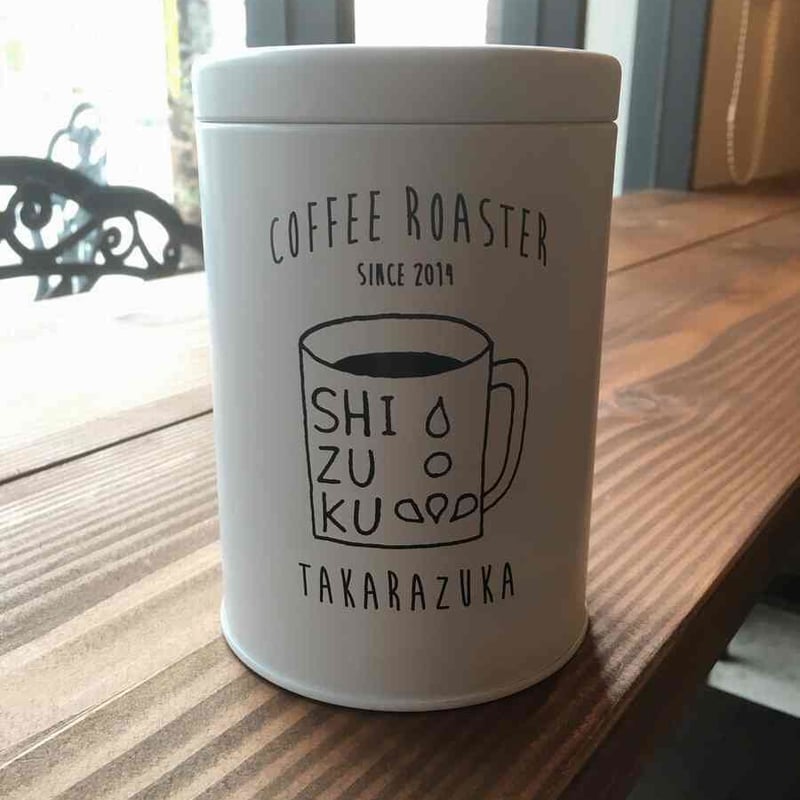 COFFEE ROASTER
SINCE 2014
SHI
ZU
KU
TAKARAZUKA